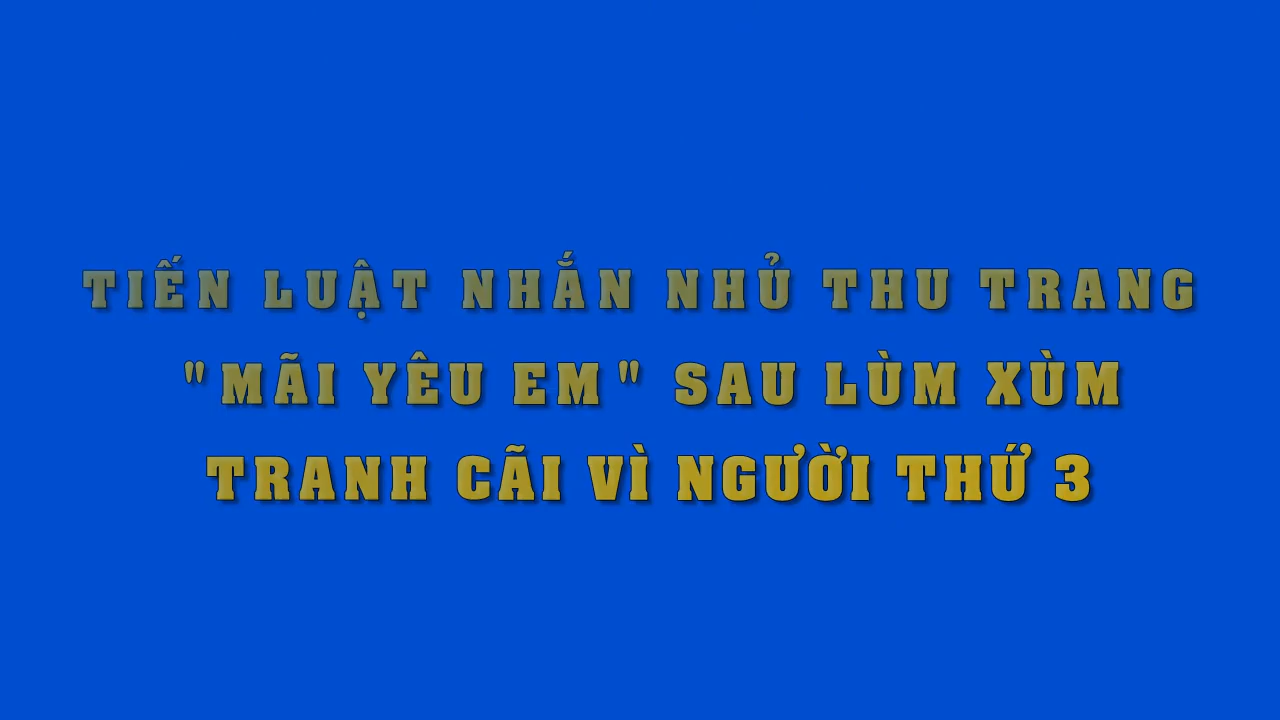 TIẾN LUẬT NHẮN NHỦ THU TRANG
"MÃI YÊU EM" SAU LÙM XÙM
TRANH CÃI VÌ NGƯỜI THỨ 3